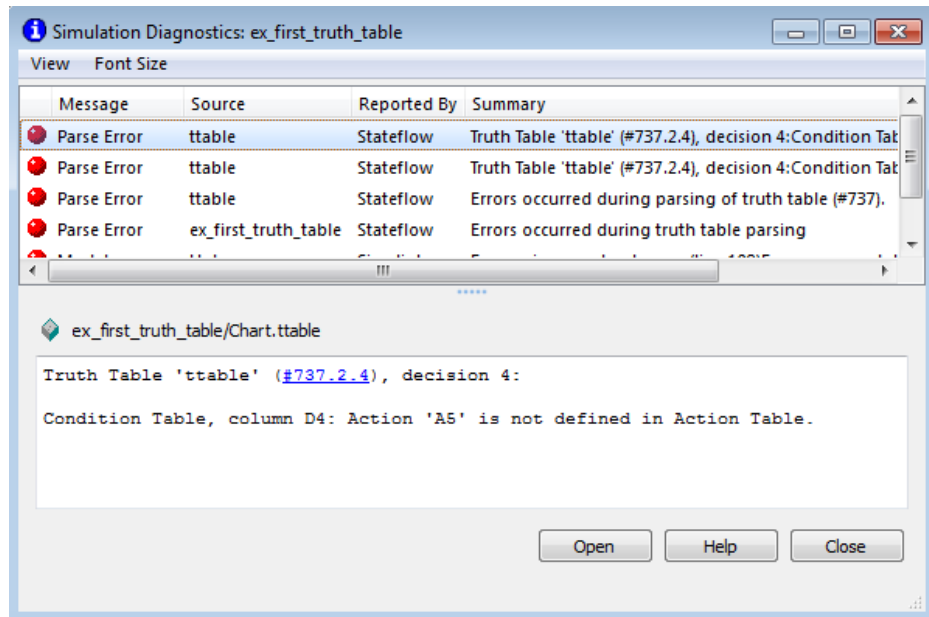 Simulation Diagnostics: ex_first_truth_table
View Font Size
Message Source Reported By Summary
Parse Error ttable Stateflow Truth Table 'ttable' (#737.2.4), decision 4:Condition Tab
Parse Error ttable Stateflow Truth Table 'ttable' (#737.2.4), decision 4:Condition Tab
Parse Error ttable Stateflow Errors occurred during parsing of truth table (#737).
Parse Error ex_first_truth_table Stateflow Errors occurred during truth table parsing
ex_first_truth_table/Chart.ttable
Truth Table 'ttable' (#737.2.4), decision 4:
Condition Table, column D4: Action 'A5' is not defined in Action Table.
Open Help Close